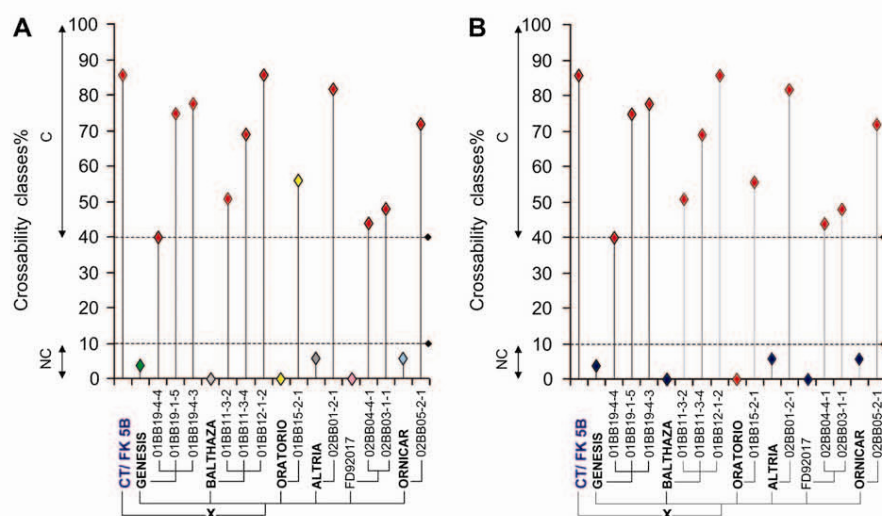 A
Crossability classes%
C
NC
100
90
80
70
60
50
40
30
20
10
0
CT/ FK 5B
GENESIS
01BB19-4-4
01BB19-1-5
01BB19-4-3
BALTHAZA
01BB11-3-2
01BB11-3-4
01BB12-1-2
ORATORIO
01BB15-2-1
ALTRIA
02BB01-2-1
FD92017
02BB04-4-1
02BB03-1-1
ORNICAR
02BB05-2-1
X
B
Crossability classes%
C
NC
100
90
80
70
60
50
40
30
20
10
0
CT/ FK 5B
GENESIS
01BB19-4-4
01BB19-1-5
01BB19-4-3
BALTHAZA
01BB11-3-2
01BB11-3-4
01BB12-1-2
ORATORIO
01BB15-2-1
ALTRIA
02BB01-2-1
FD92017
02BB04-4-1
02BB03-1-1
ORNICAR
02BB05-2-1
X